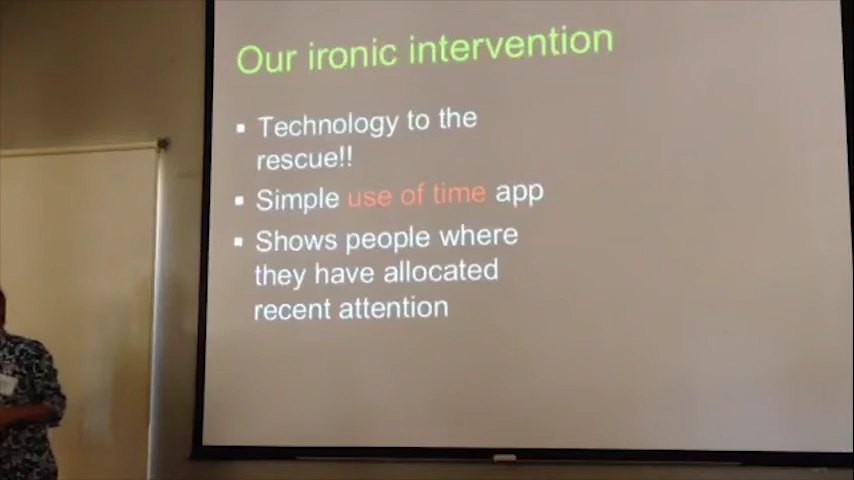 Our ironic intervention
▪ Technology to the
rescue!!
▪ Simple use of time app
▪ Shows people where
they have allocated
recent attention